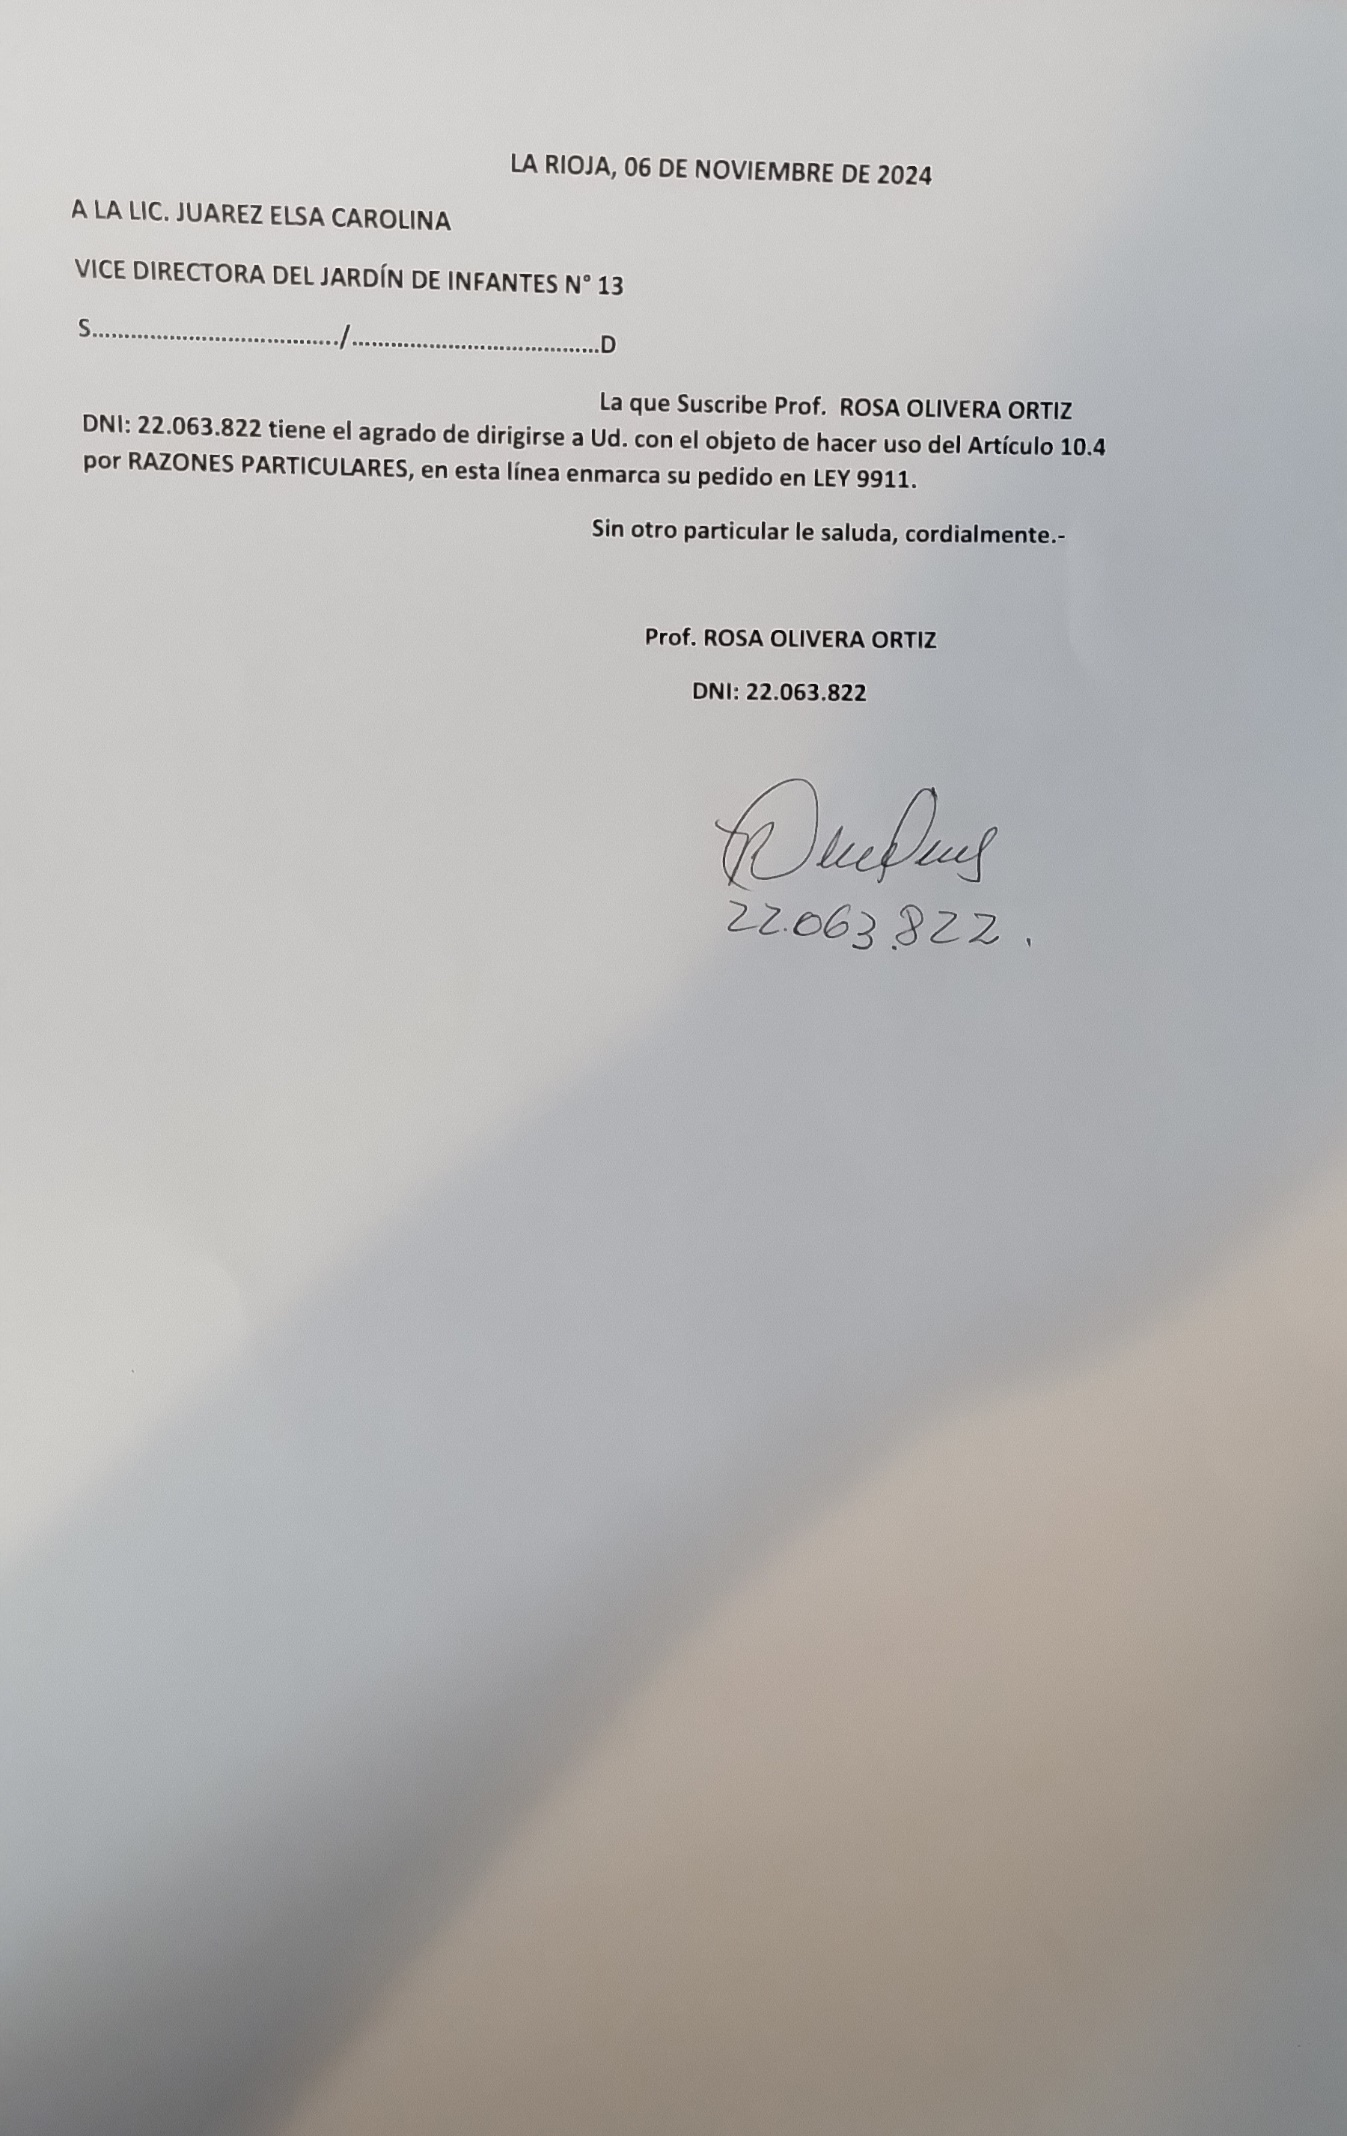 LA RIOJA, 06 DE NOVIEMBRE DE 2024
A LA LIC. JUAREZ ELSA CAROLINA
VICE DIRECTORA DEL JARDÍN DE INFANTES N° 13
S....................................../......................................D
La que Suscribe Prof. ROSA OLIVERA ORTIZ
DNI: 22.063.822 tiene el agrado de dirigirse a Ud. con el objeto de hacer uso del Artículo 10.4
por RAZONES PARTICULARES, en esta línea enmarca su pedido en LEY 9911.
Sin otro particular le saluda, cordialmente.-
Prof. ROSA OLIVERA ORTIZ
DNI: 22.063.822
22.063.822.